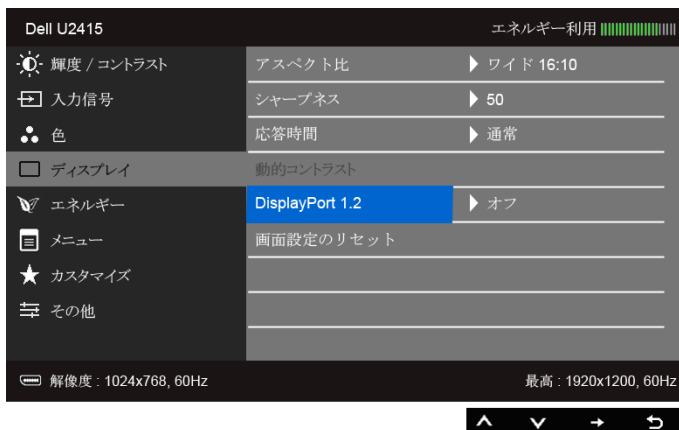 Dell U2415 エネルギー利用
輝度 / コントラスト アスペクト比 ワイド 16:10
入力信号 シャープネス 50
色 応答時間 通常
ディスプレイ 動的コントラスト
エネルギー DisplayPort 1.2 オフ
メニュー 画面設定のリセット
カスタマイズ
その他
解像度 : 1024x768, 60Hz 最高 : 1920x1200, 60Hz